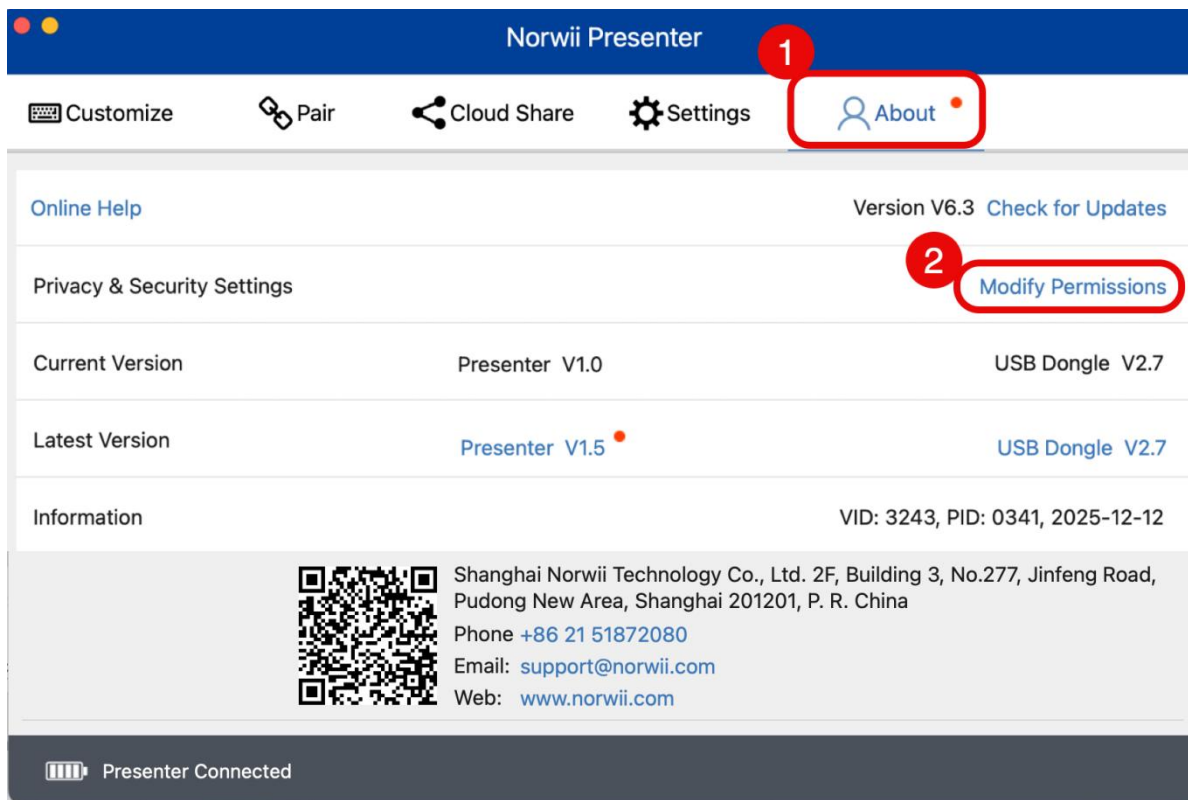 Norwii Presenter
1
Customize Pair Cloud Share Settings About
Online Help Version V6.3 Check for Updates
2
Privacy & Security Settings Modify Permissions
Current Version Presenter V1.0 USB Dongle V2.7
Latest Version Presenter V1.5 USB Dongle V2.7
Information VID: 3243, PID: 0341, 2025-12-12
Shanghai Norwii Technology Co., Ltd. 2F, Building 3, No.277, Jinfeng Road,
Pudong New Area, Shanghai 201201, P. R. China
Phone +86 21 51872080
Email: support@norwii.com
Web: www.norwii.com
Presenter Connected